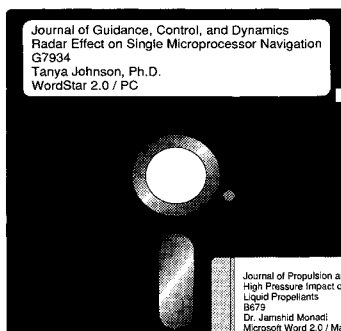 Journal of Guidance, Control, and Dynamics
Radar Effect on Single Microprocessor Navigation
G7934
Tanya Johnson, Ph.D.
WordStar 2.0 / PC
Journal of Propulsion a
High Pressure Impact
Liquid Propellants
B679
Dr. Jamshid Monadi
Microsoft Word 2.0 /